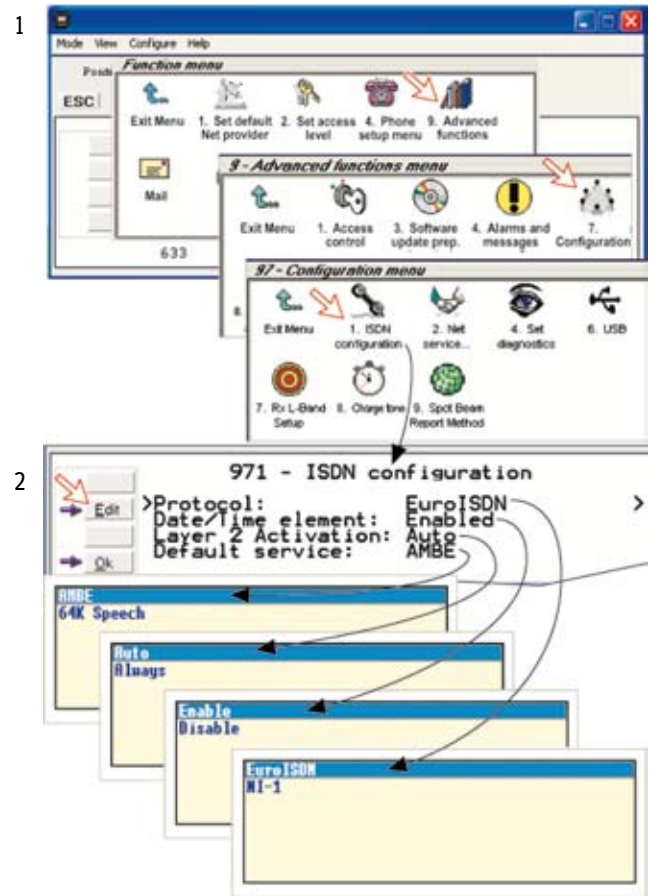 1
Mode View Configure Help
Function menu
ESC
Exit Menu
1. Set default Net provider
2. Set access level
4. Phone setup menu
9. Advanced functions
Mail
9 - Advanced functions menu
Exit Menu
1. Access control
3. Software update prep.
4. Alarms and messages
7. Configuration
633
8.
97 - Configuration menu
Exit Menu
1. ISDN configuration
2. Net service...
4. Set diagnostics
6. USB
7. Rx L-Band Setup
8. Charge tone
9. Spot Beam Report Method
2
971 - ISDN configuration
Edit
>Protocol: EuroISDN >
Date/Time element: Enabled
Layer 2 Activation: Auto
Default service: AMBE
Ok
AMBE
64K Speech
Auto
Always
Enable
Disable
EuroISDN
NI-1